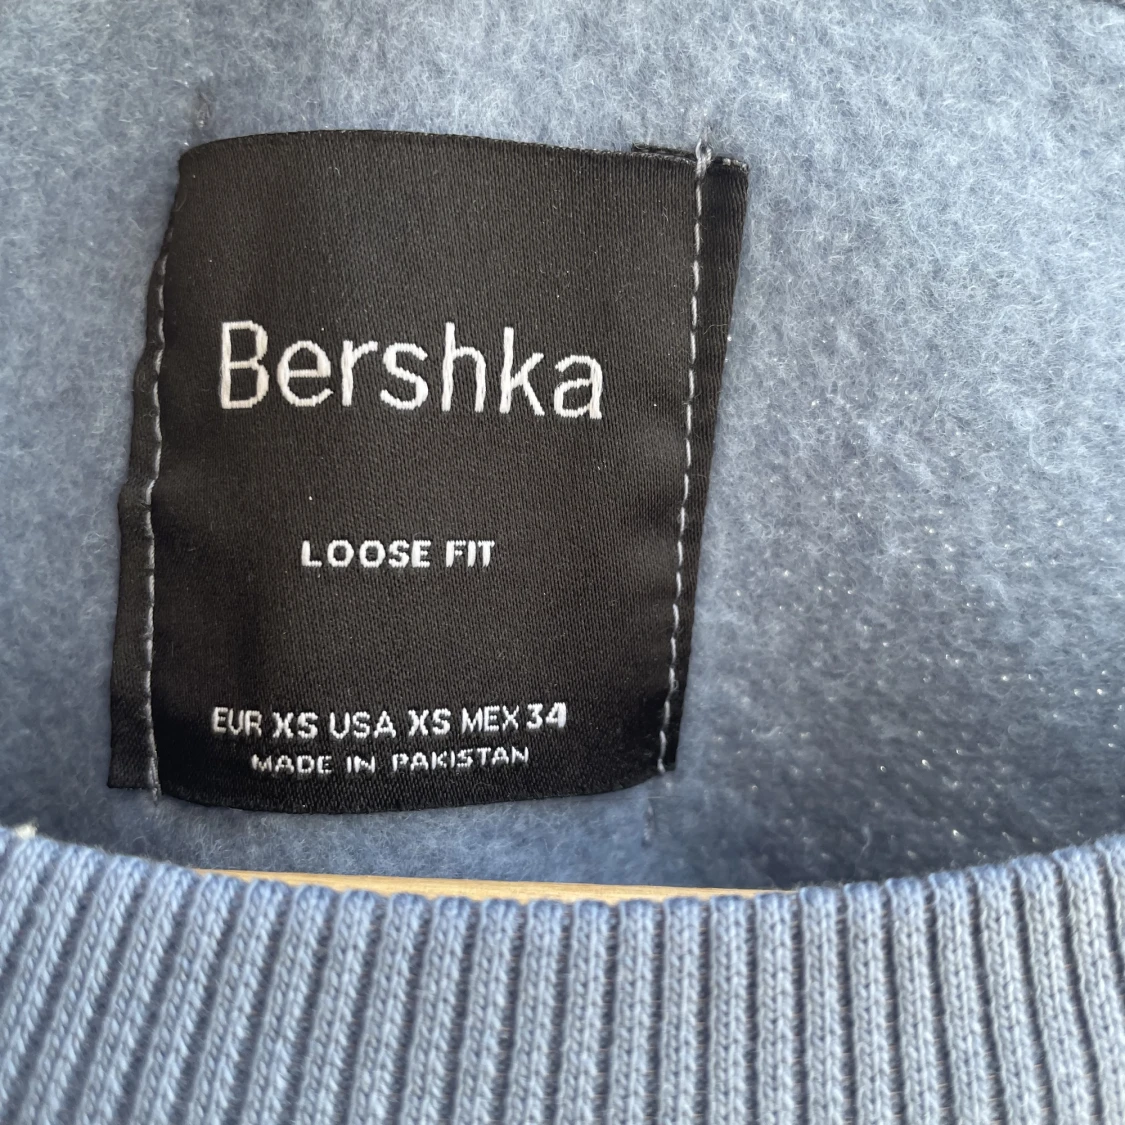 Bershka
LOOSE FIT
EUR XS USA XS MEX 34
MADE IN PAKISTAN